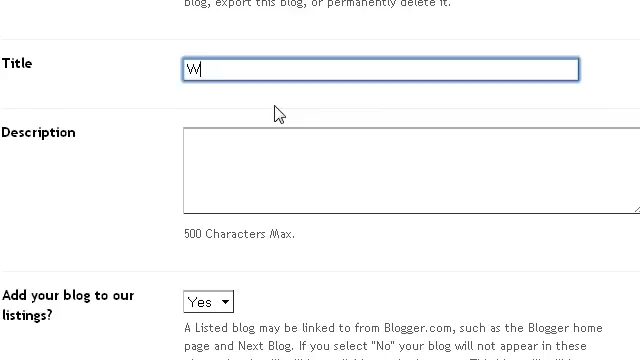 blog, export this blog, or permanently delete it.
Title
W
Description
500 Characters Max.
Add your blog to our
listings?
Yes
A Listed blog may be linked to from Blogger.com, such as the Blogger home
page and Next Blog. If you select "No" your blog will not appear in these